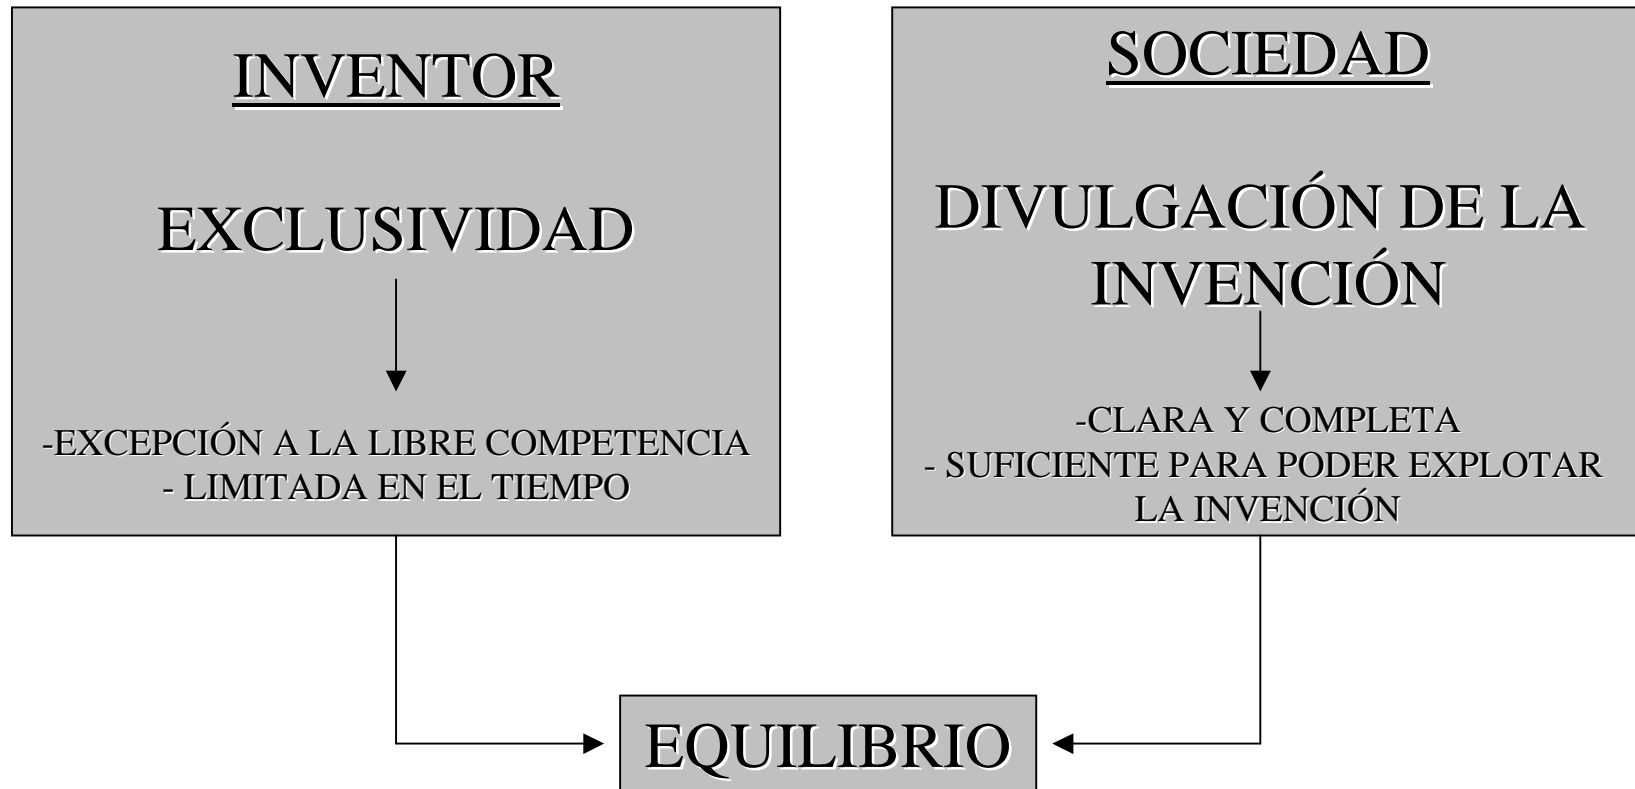 INVENTOR
EXCLUSIVIDAD
-EXCEPCIÓN A LA LIBRE COMPETENCIA
- LIMITADA EN EL TIEMPO
SOCIEDAD
DIVULGACIÓN DE LA
INVENCIÓN
-CLARA Y COMPLETA
- SUFICIENTE PARA PODER EXPLOTAR
LA INVENCIÓN
EQUILIBRIO